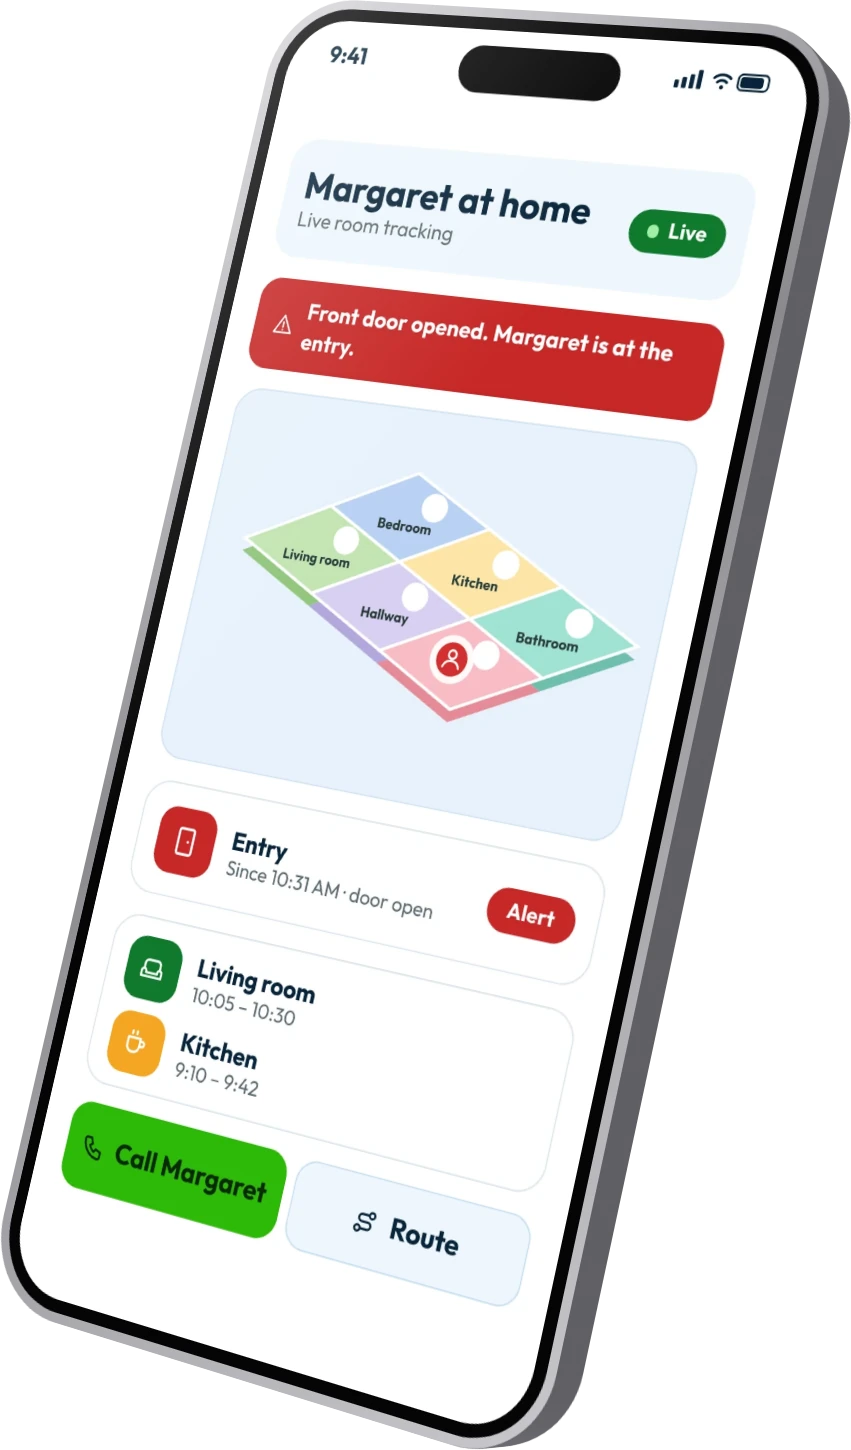 9:41
Margaret at home
Live room tracking
Live
Front door opened. Margaret is at the
entry.
Bedroom
Living room
Kitchen
Hallway
Bathroom
Entry
Since 10:31 AM · door open
Alert
Living room
10:05 – 10:30
Kitchen
9:10 – 9:42
Call Margaret
Route